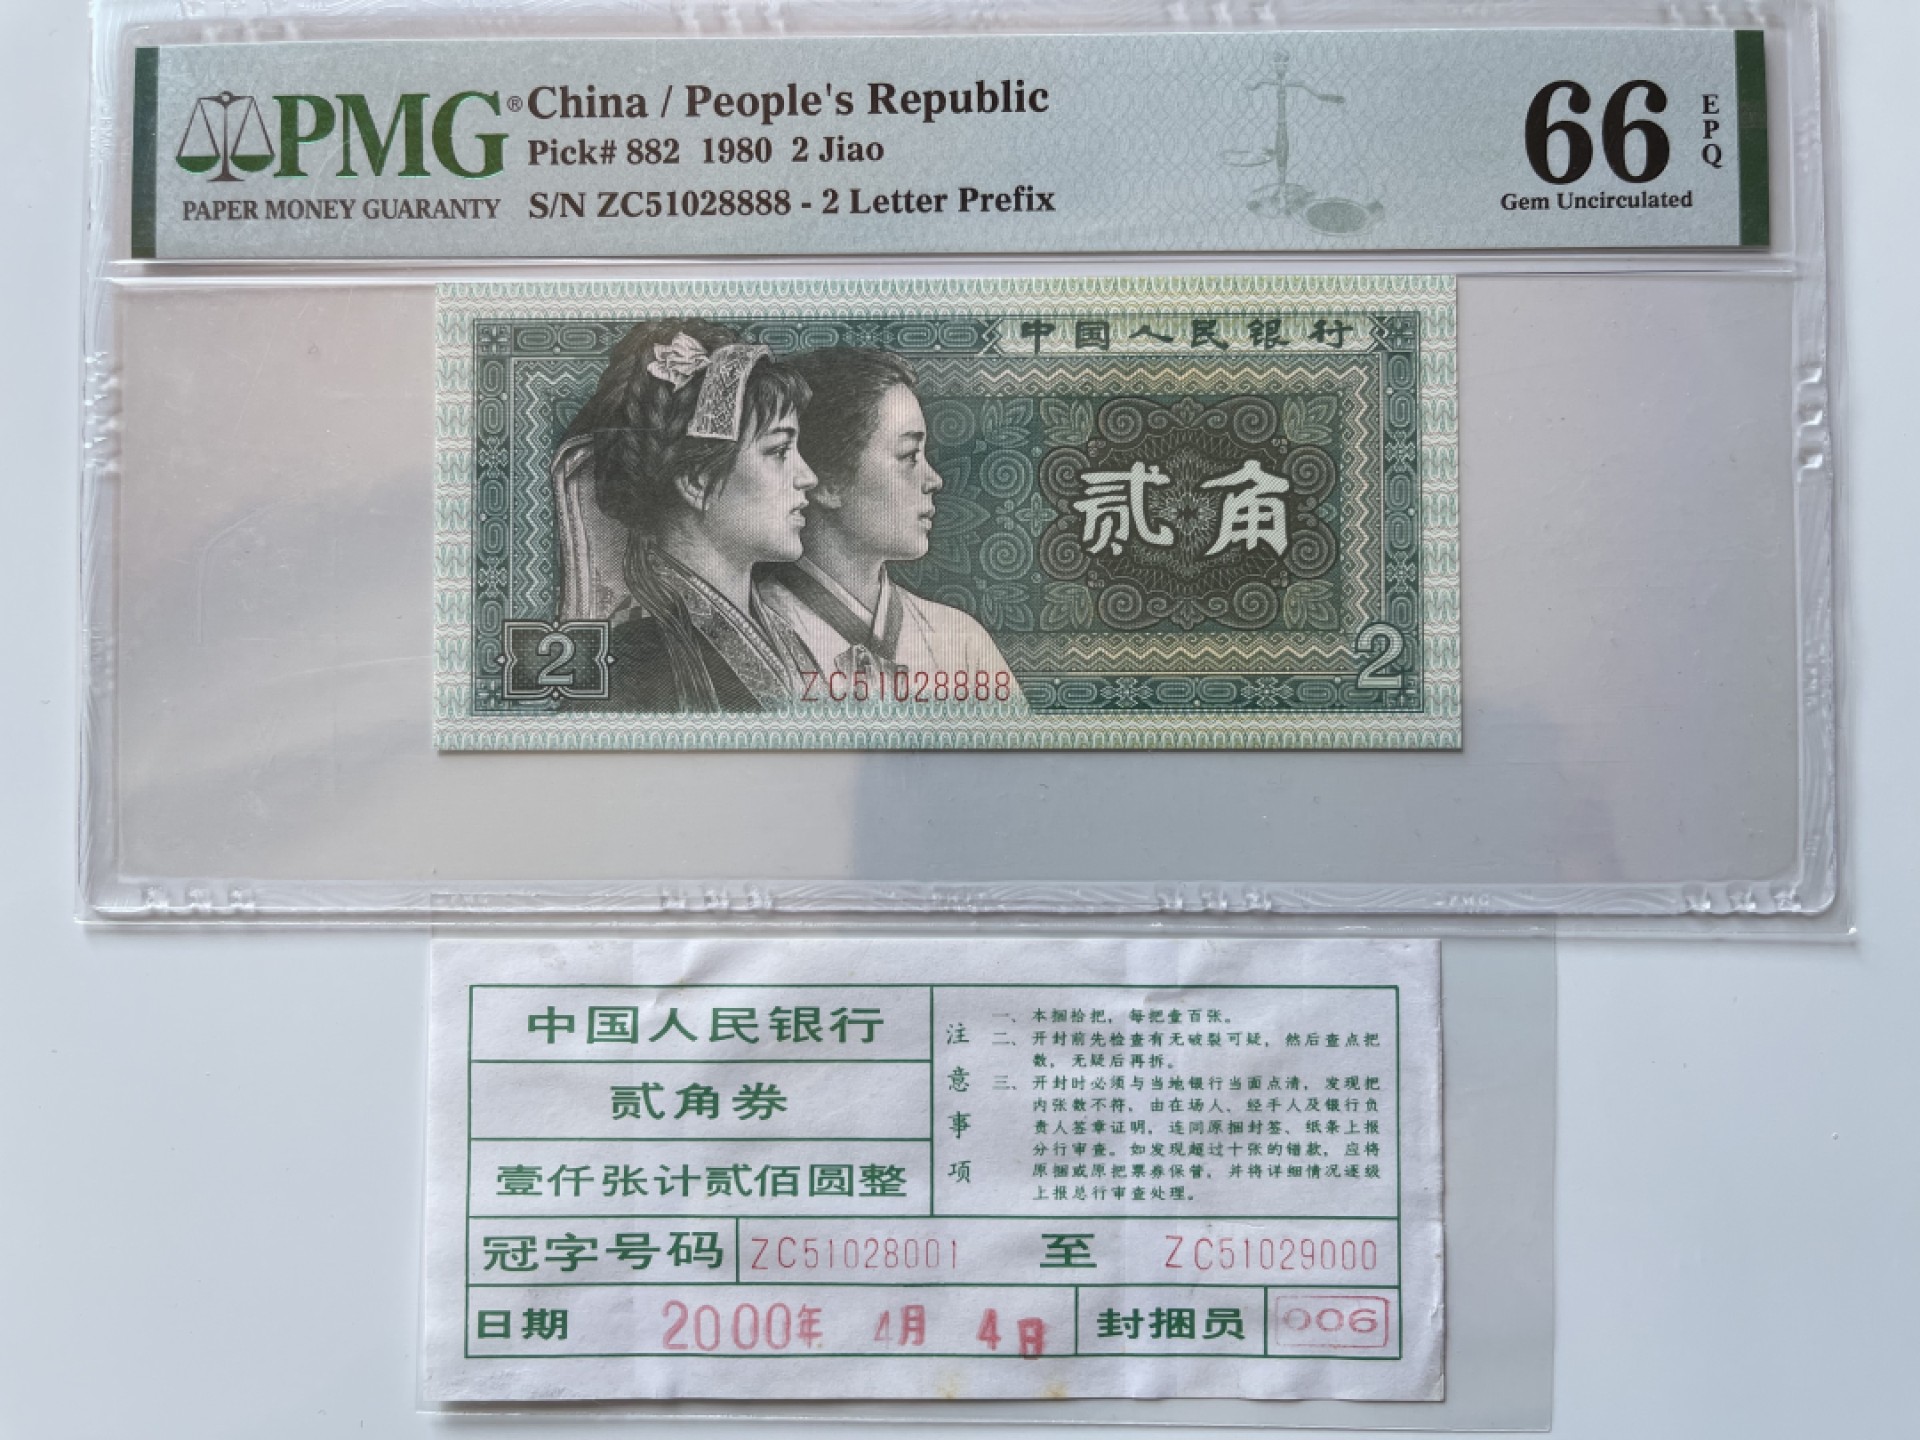 PMG® China / People's Republic
Pick# 882 1980 2 Jiao
PAPER MONEY GUARANTY S/N ZC51028888 - 2 Letter Prefix
66 EPQ
Gem Uncirculated
中国人民银行
贰角
2
2
ZC51028888
中国人民银行
贰角券
壹仟张计贰佰圆整
注意事项
一、本捆拾把,每把壹百张。
二、开封前先检查有无破裂可疑,然后查点把
数,无疑后再拆。
三、开封时必须与当地银行当面点清,发现把
内张数不符,由在场人、经手人及银行负
责人签章证明,连同原捆封签、纸条上报
分行审查。如发现超过十张的错款,应将
原捆或原把票券保管,并将详细情况逐级
上报总行审查处理。
冠字号码 ZC51028001 至 ZC51029000
日期 2000年 4月 4日 封捆员 006